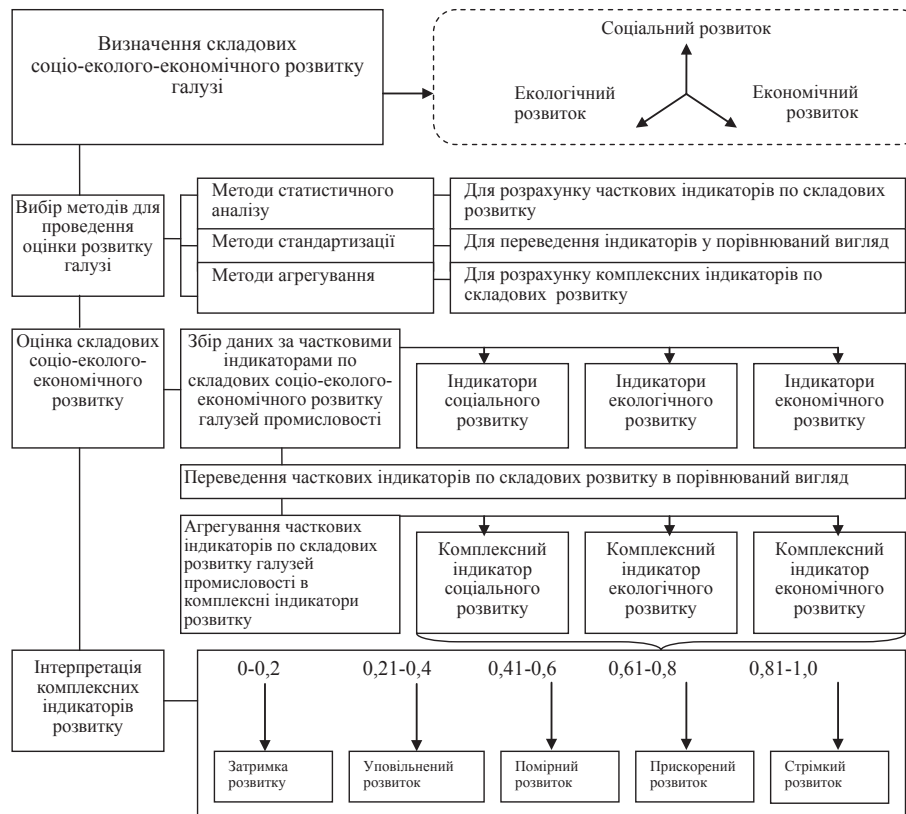 Визначення складових
соціо-еколого-економічного розвитку
галузі
Соціальний розвиток
Екологічний
розвиток
Економічний
розвиток
Вибір методів для
проведення
оцінки розвитку
галузі
Методи статистичного
аналізу
Для розрахунку часткових індикаторів по складових
розвитку
Методи стандартизації
Для переведення індикаторів у порівнюваний вигляд
Методи агрегування
Для розрахунку комплексних індикаторів по
складових розвитку
Оцінка складових
соціо-еколого-
економічного
розвитку
Збір даних за частковими
індикаторами по
складових соціо-еколого-
економічного розвитку
галузей промисловості
Індикатори
соціального
розвитку
Індикатори
екологічного
розвитку
Індикатори
економічного
розвитку
Переведення часткових індикаторів по складових розвитку в порівнюваний вигляд
Агрегування часткових
індикаторів по складових
розвитку галузей
промисловості в
комплексні індикатори
розвитку
Комплексний
індикатор
соціального
розвитку
Комплексний
індикатор
екологічного
розвитку
Комплексний
індикатор
економічного
розвитку
Інтерпретація
комплексних
індикаторів
розвитку
0-0,2
0,21-0,4
0,41-0,6
0,61-0,8
0,81-1,0
Затримка
розвитку
Уповільнений
розвиток
Помірний
розвиток
Прискорений
розвиток
Стрімкий
розвиток